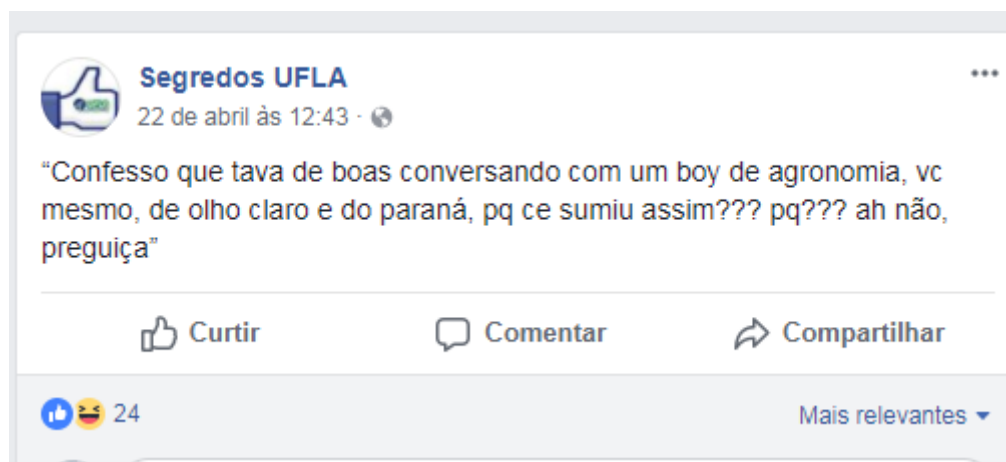 Segredos UFLA
22 de abril às 12:43 ·
“Confesso que tava de boas conversando com um boy de agronomia, vc
mesmo, de olho claro e do paraná, pq ce sumiu assim??? pq??? ah não,
preguiça”
Curtir Comentar Compartilhar
24 Mais relevantes